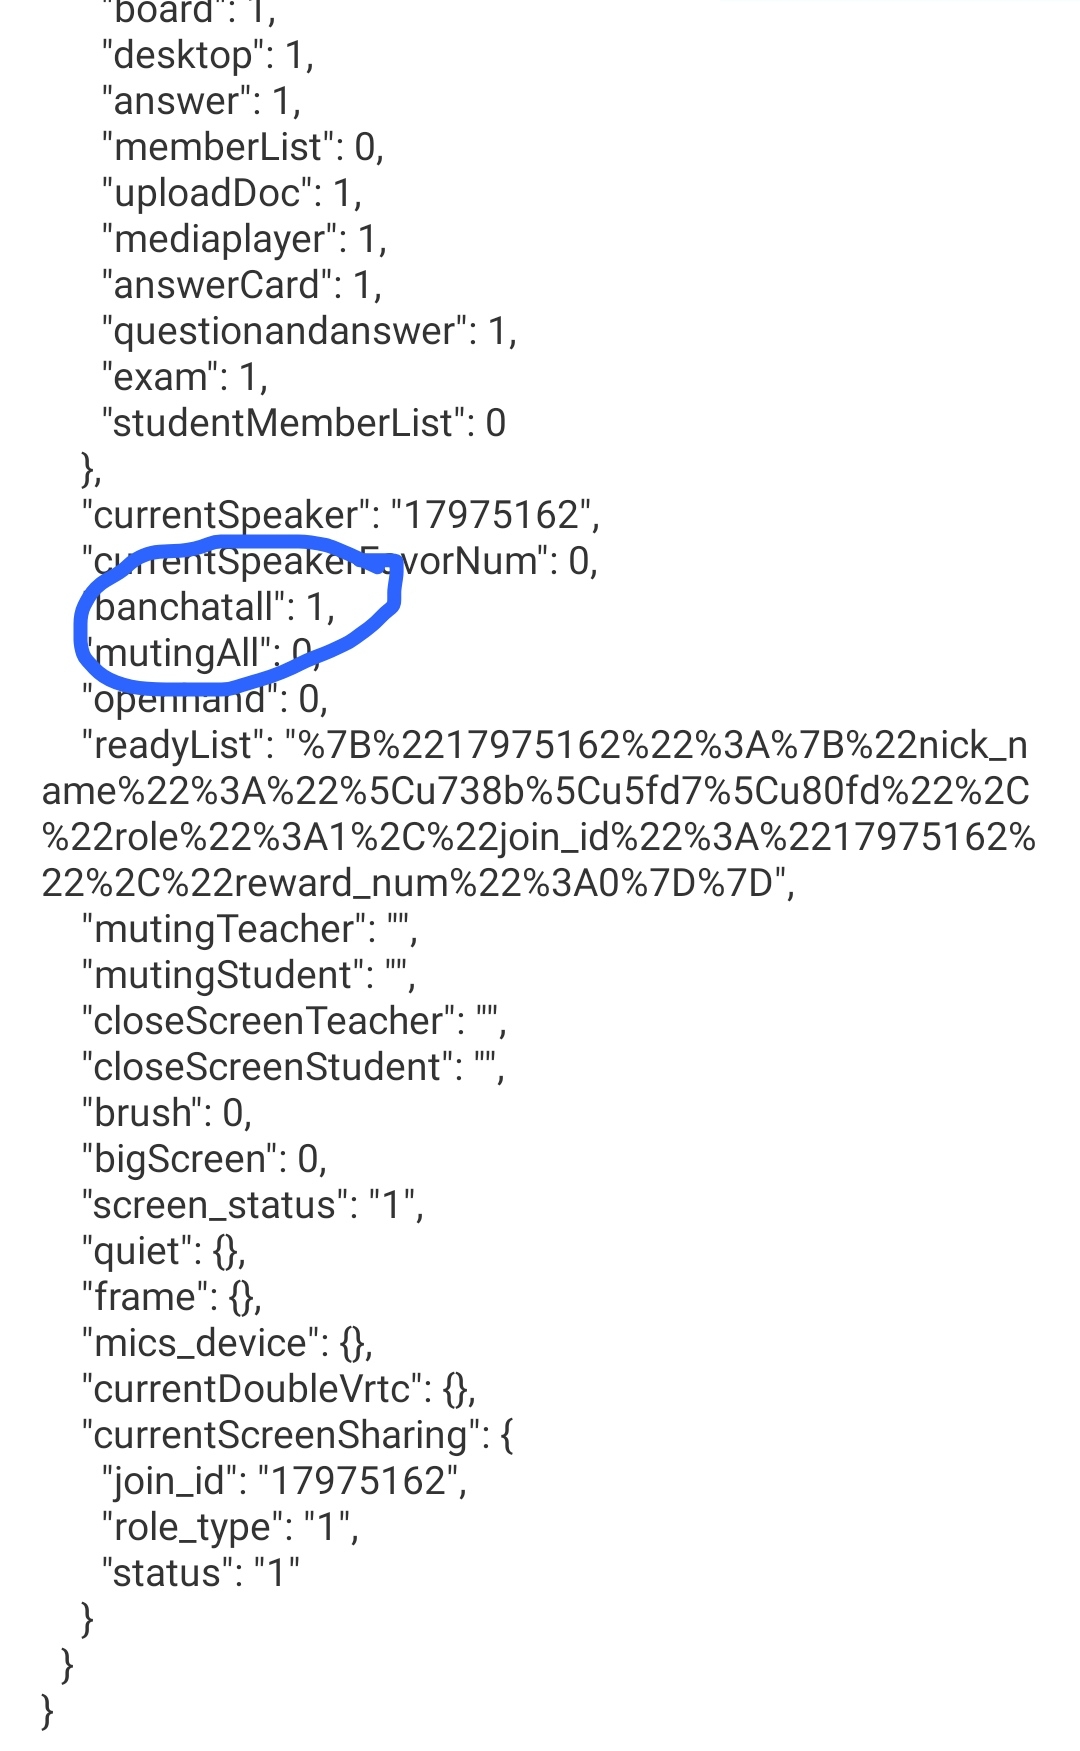 "board": 1,
"desktop": 1,
"answer": 1,
"memberList": 0,
"uploadDoc": 1,
"mediaplayer": 1,
"answerCard": 1,
"questionandanswer": 1,
"exam": 1,
"studentMemberList": 0
},
"currentSpeaker": "17975162",
"currentSpeakerFavorNum": 0,
"banchatall": 1,
"mutingAll": 0,
"openhand": 0,
"readyList": "%7B%2217975162%22%3A%7B%22nick_n
ame%22%3A%22%5Cu738b%5Cu5fd7%5Cu80fd%22%2C
%22role%22%3A1%2C%22join_id%22%3A%2217975162%
22%2C%22reward_num%22%3A0%7D%7D",
"mutingTeacher": "",
"mutingStudent": "",
"closeScreenTeacher": "",
"closeScreenStudent": "",
"brush": 0,
"bigScreen": 0,
"screen_status": "1",
"quiet": {},
"frame": {},
"mics_device": {},
"currentDoubleVrtc": {},
"currentScreenSharing": {
"join_id": "17975162",
"role_type": "1",
"status": "1"
}
}
}